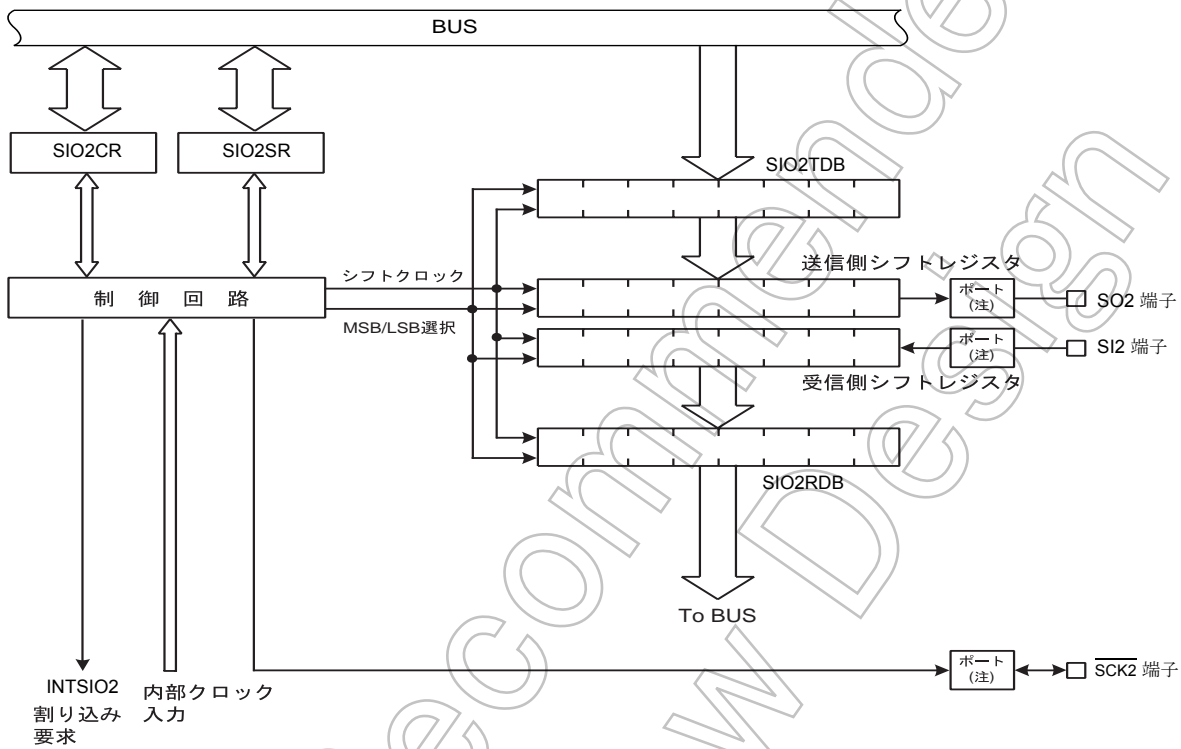 BUS
SIO2CR
SIO2SR
SIO2TDB
シフトクロック
送信側シフトレジスタ
制 御 回 路
ポート
(注)
SO2 端子
MSB/LSB選択
ポート
(注)
SI2 端子
受信側シフトレジスタ
SIO2RDB
To BUS
ポート
(注)
SCK2 端子
INTSIO2
割り込み
要求
内部クロック
入力
ecommende
w Design